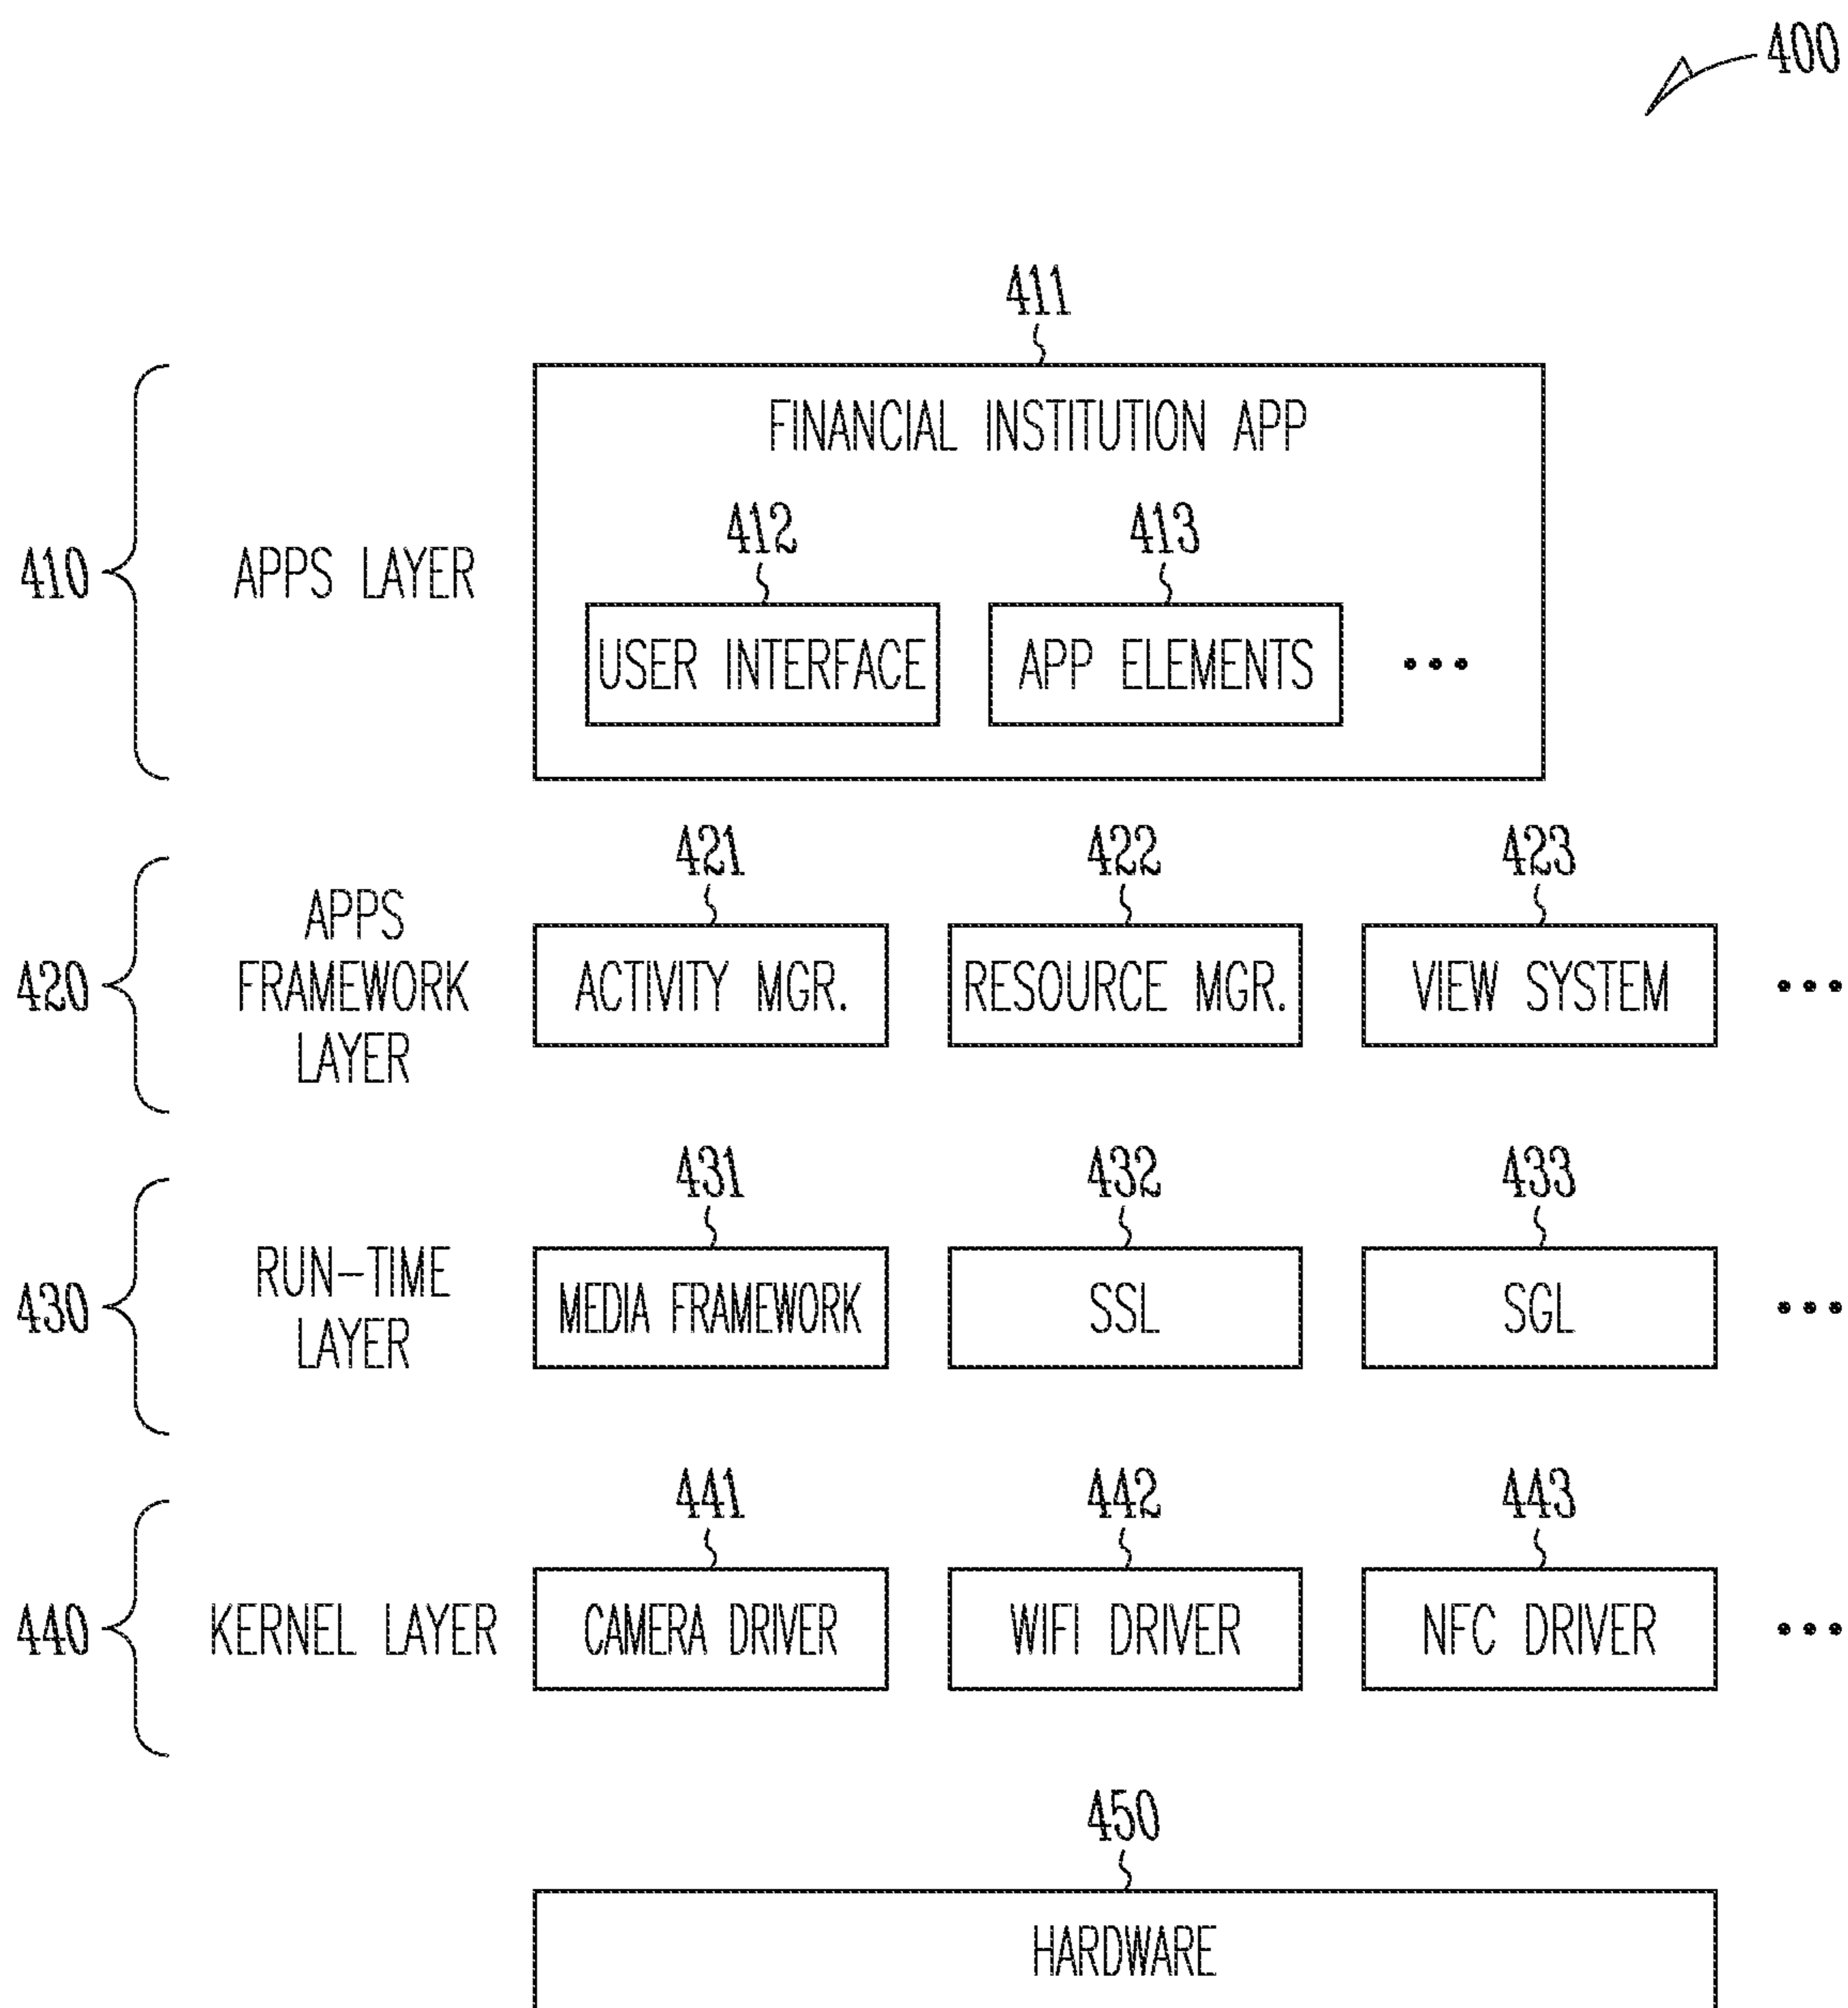 400
411
FINANCIAL INSTITUTION APP
412 413
410 APPS LAYER
USER INTERFACE APP ELEMENTS •••
421 422 423
420 APPS
FRAMEWORK
LAYER
ACTIVITY MGR. RESOURCE MGR. VIEW SYSTEM •••
431 432 433
430 RUN-TIME
LAYER
MEDIA FRAMEWORK SSL SGL •••
441 442 443
440 KERNEL LAYER CAMERA DRIVER WIFI DRIVER NFC DRIVER •••
450
HARDWARE